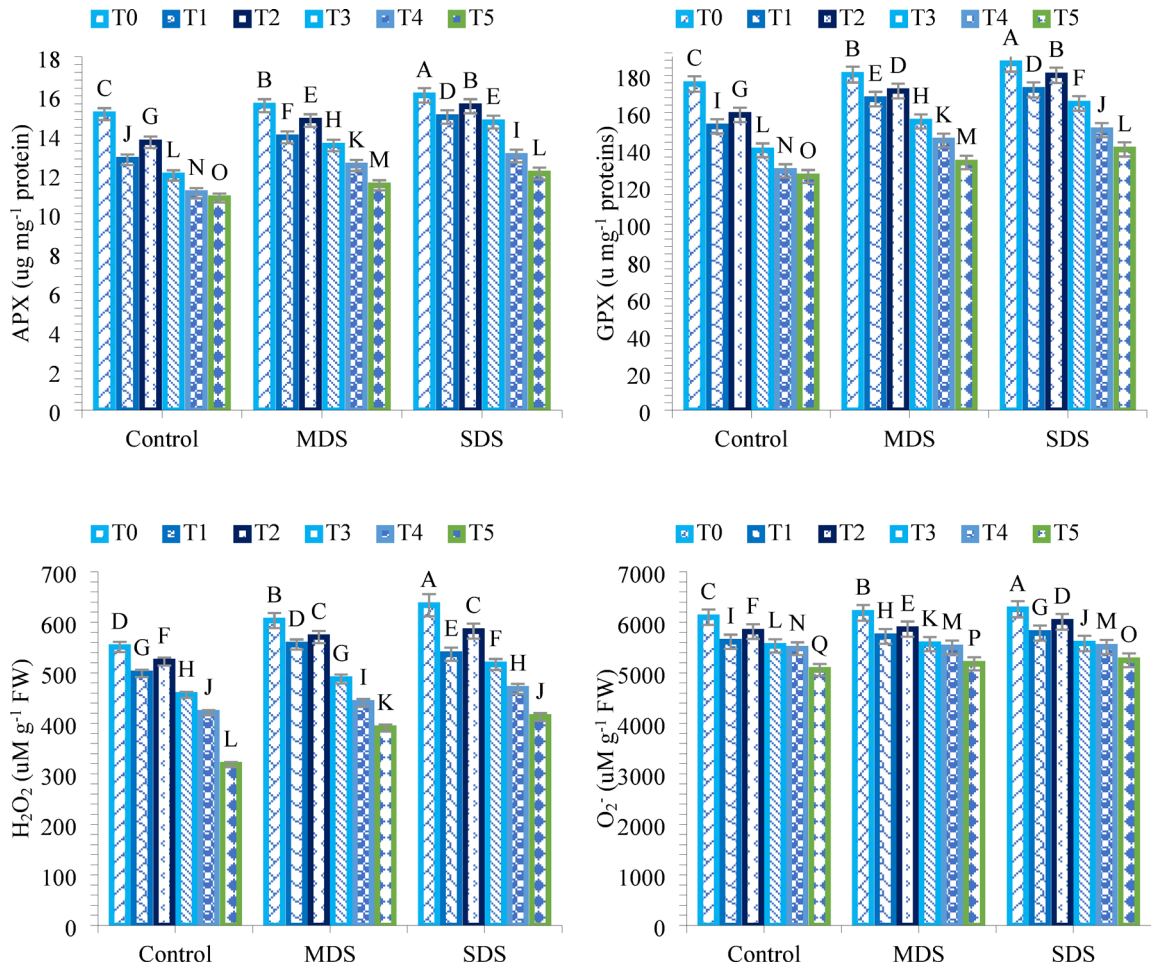 T0 T1 T2 T3 T4 T5
APX (ug mg-1 protein)
18
16
14
12
10
8
6
4
2
0
C J G L N O B F E H K M A D B E I L
Control MDS SDS
T0 T1 T2 T3 T4 T5
GPX (u mg-1 proteins)
180
160
140
120
100
80
60
40
20
0
C I G L N O B E D H K M A D B F J L
Control MDS SDS
T0 T1 T2 T3 T4 T5
H2O2 (uM g-1 FW)
700
600
500
400
300
200
100
0
D G F H J L B D C G I K A E C F H J
Control MDS SDS
T0 T1 T2 T3 T4 T5
O2- (uM g-1 FW)
7000
6000
5000
4000
3000
2000
1000
0
C I F L N Q B H E K M P A G D J M O
Control MDS SDS